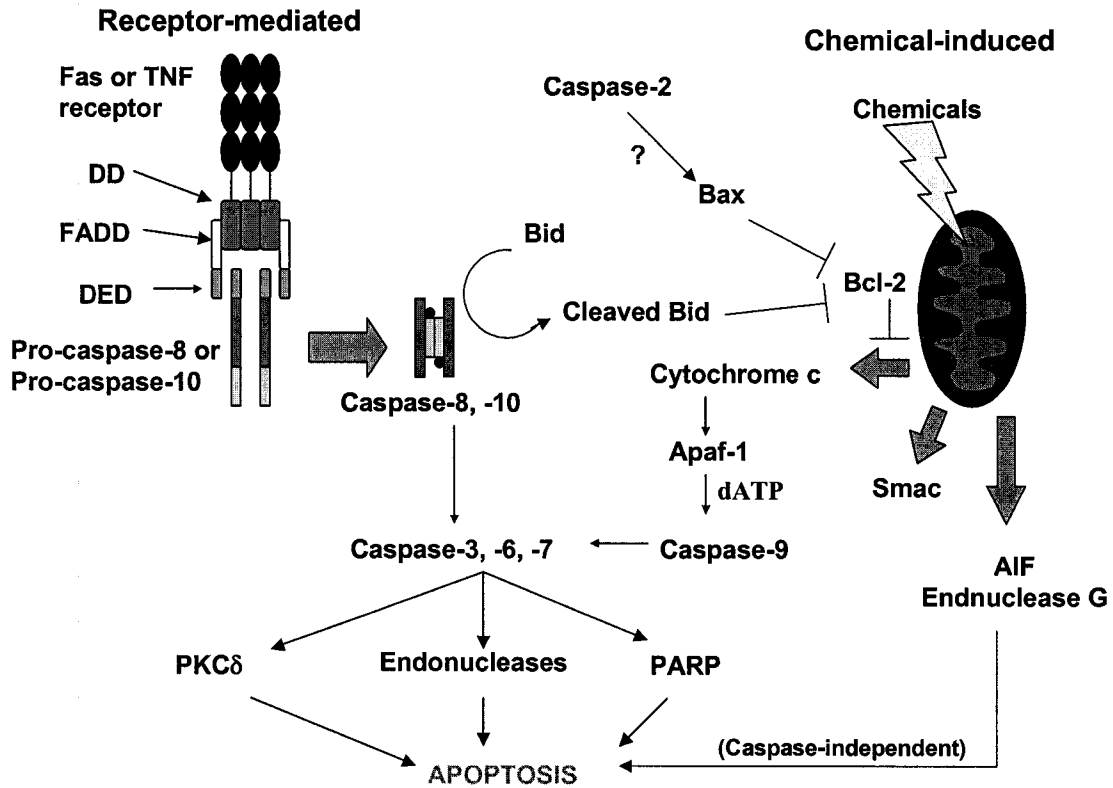 Receptor-mediated
Chemical-induced
Fas or TNF
receptor
Caspase-2
Chemicals
?
DD
Bax
FADD
Bid
DED
Bcl-2
Cleaved Bid
Pro-caspase-8 or
Pro-caspase-10
Cytochrome c
Caspase-8, -10
Apaf-1
dATP
Smac
Caspase-3, -6, -7
Caspase-9
AIF
Endnuclease G
PKCδ
Endonucleases
PARP
(Caspase-independent)
APOPTOSIS